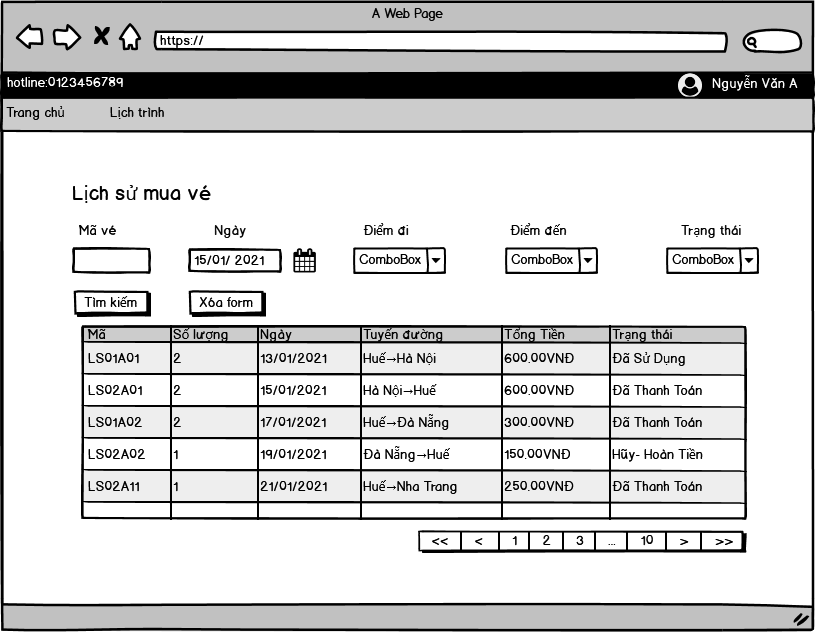 A Web Page
https://
hotline:0123456789 Nguyễn Văn A
Trang chủ Lịch trình
Lịch sử mua vé
Mã vé Ngày Điểm đi Điểm đến Trạng thái
15/01/ 2021 ComboBox ComboBox ComboBox
Tìm kiếm Xóa form
Mã Số lượng Ngày Tuyến đường Tổng Tiền Trạng thái
LS01A01 2 13/01/2021 Huế→Hà Nội 600.00VNĐ Đã Sử Dụng
LS02A01 2 15/01/2021 Hà Nội→Huế 600.00VNĐ Đã Thanh Toán
LS01A02 2 17/01/2021 Huế→Đà Nẵng 300.00VNĐ Đã Thanh Toán
LS02A02 1 19/01/2021 Đà Nẵng→Huế 150.00VNĐ Hũy- Hoàn Tiền
LS02A11 1 21/01/2021 Huế→Nha Trang 250.00VNĐ Đã Thanh Toán
<< < 1 2 3 ... 10 > >>